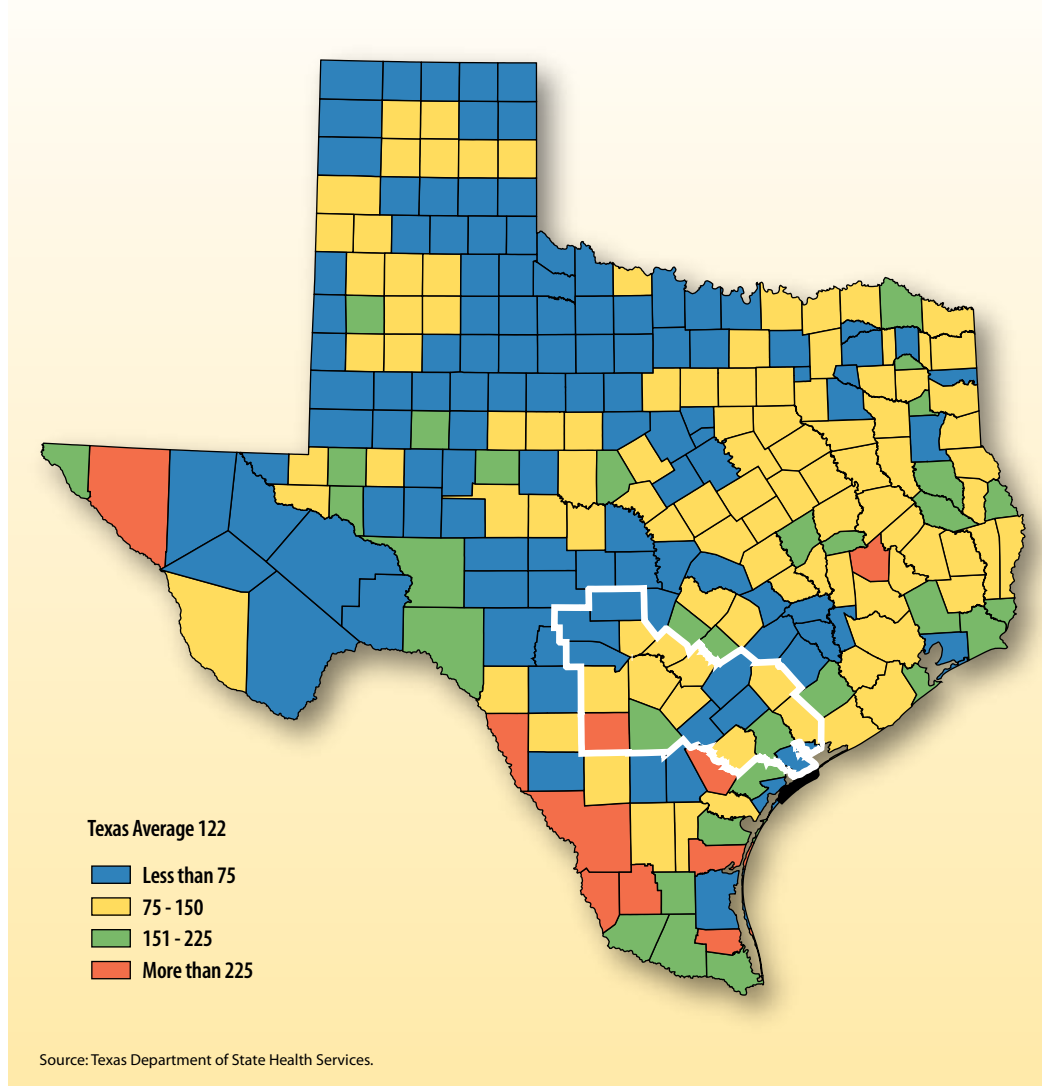 Texas Average 122
Less than 75
75 - 150
151 - 225
More than 225
Source: Texas Department of State Health Services.